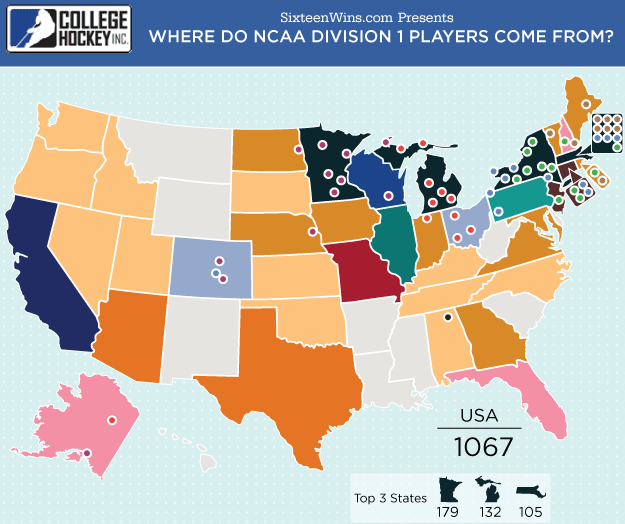 COLLEGE
HOCKEY INC.
SixteenWins.com Presents
WHERE DO NCAA DIVISION 1 PLAYERS COME FROM?
USA
1067
Top 3 States
179 132 105